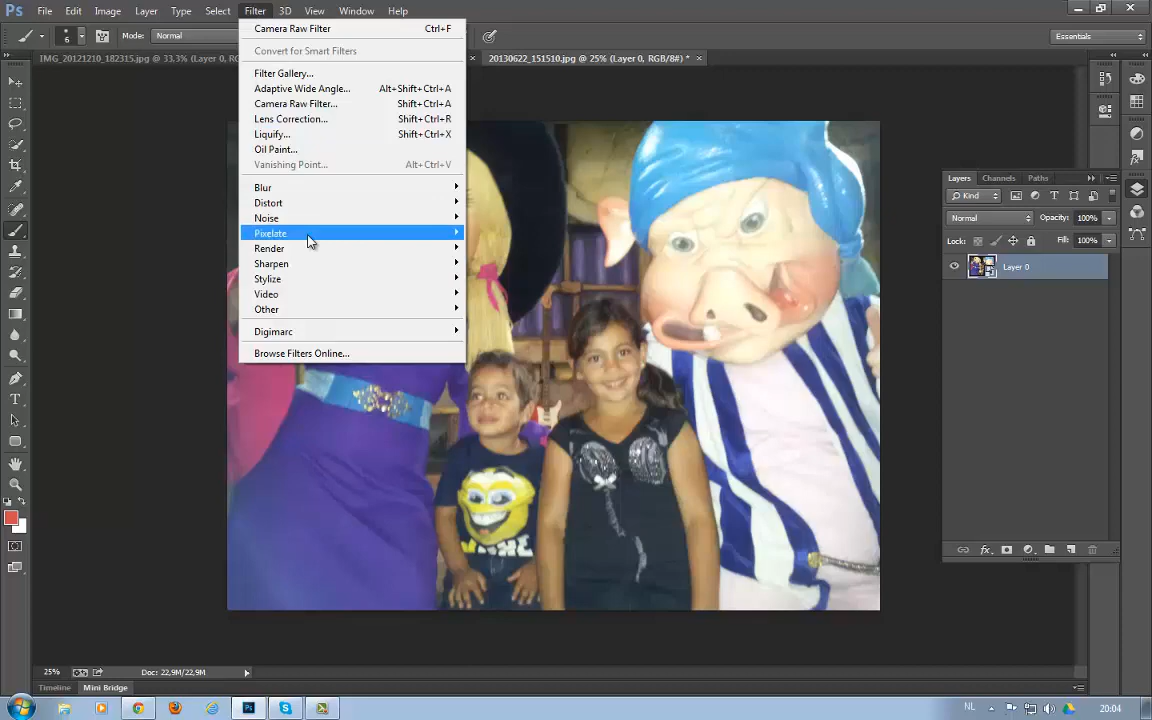 Ps File Edit Image Layer Type Select Filter 3D View Window Help
6 Mode: Normal Essentials
IMG_20121210_182315.jpg @ 33,3% (Layer 0, RG
20130622_151510.jpg @ 25% (Layer 0, RGB/8#) *
Camera Raw Filter Ctrl+F
Convert for Smart Filters
Filter Gallery...
Adaptive Wide Angle... Alt+Shift+Ctrl+A
Camera Raw Filter... Shift+Ctrl+A
Lens Correction... Shift+Ctrl+R
Liquify... Shift+Ctrl+X
Oil Paint...
Vanishing Point... Alt+Ctrl+V
Blur
Distort
Noise
Pixelate
Render
Sharpen
Stylize
Video
Other
Digimarc
Browse Filters Online...
Layers Channels Paths
Kind
Normal Opacity: 100%
Lock: Fill: 100%
Layer 0
fx
25% Doc: 22,9M/22,9M
Timeline Mini Bridge
NL 20:04